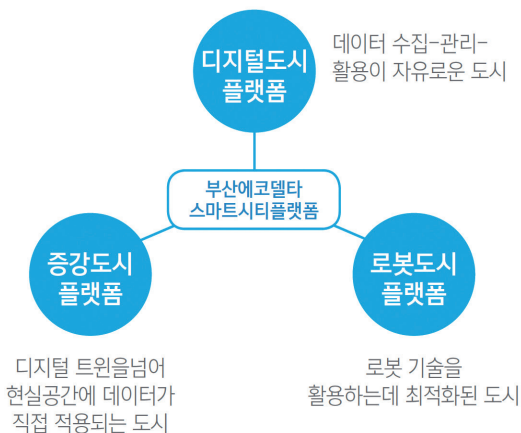 디지털도시
플랫폼
데이터 수집-관리-
활용이 자유로운 도시
부산에코델타
스마트시티플랫폼
증강도시
플랫폼
로봇도시
플랫폼
디지털 트윈을넘어
현실공간에 데이터가
직접 적용되는 도시
로봇 기술을
활용하는데 최적화된 도시